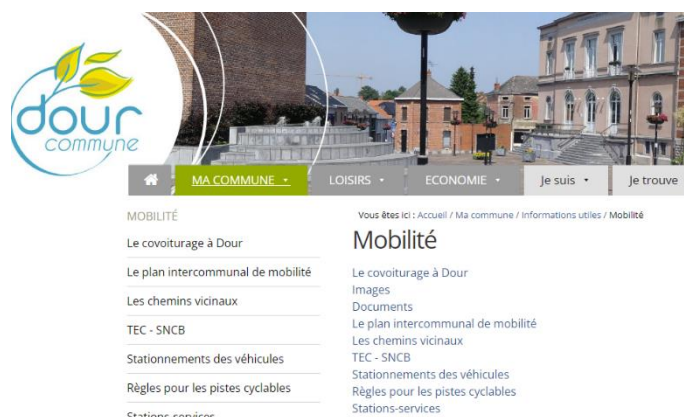 dour
commune
MA COMMUNE
LOISIRS
ECONOMIE
Je suis
Je trouve
MOBILITÉ
Le covoiturage à Dour
Le plan intercommunal de mobilité
Les chemins vicinaux
TEC - SNCB
Stationnements des véhicules
Règles pour les pistes cyclables
Stations-services
Vous êtes ici : Accueil / Ma commune / Informations utiles / Mobilité
Mobilité
Le covoiturage à Dour
Images
Documents
Le plan intercommunal de mobilité
Les chemins vicinaux
TEC - SNCB
Stationnements des véhicules
Règles pour les pistes cyclables
Stations-services